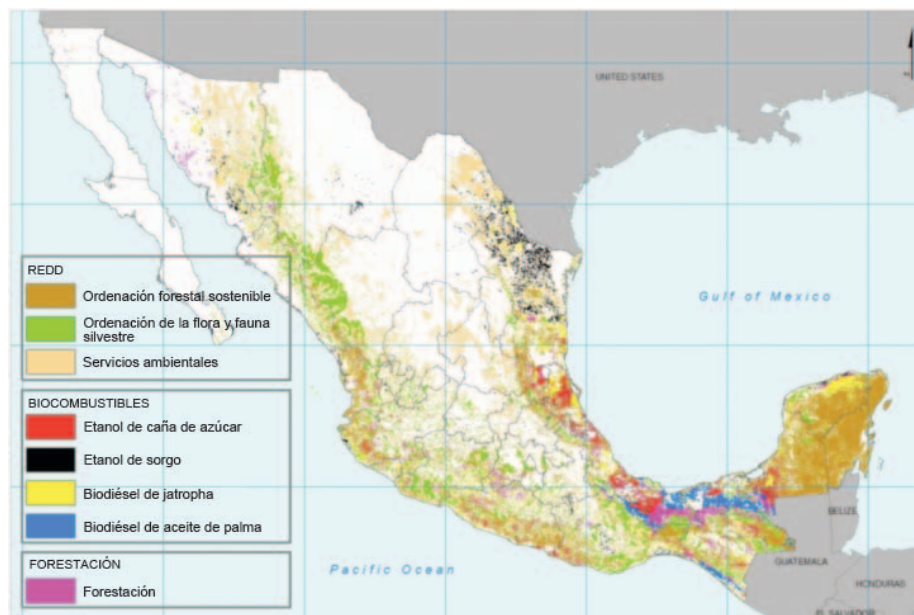 UNITED STATES
Gulf of Mexico
REDD
Ordenación forestal sostenible
Ordenación de la flora y fauna
silvestre
Servicios ambientales
BIOCOMBUSTIBLES
Etanol de caña de azúcar
Etanol de sorgo
Biodiésel de jatropha
Biodiésel de aceite de palma
FORESTACIÓN
Forestación
Pacific Ocean
BELIZE
GUATEMALA
HONDURAS
EL SALVADOR